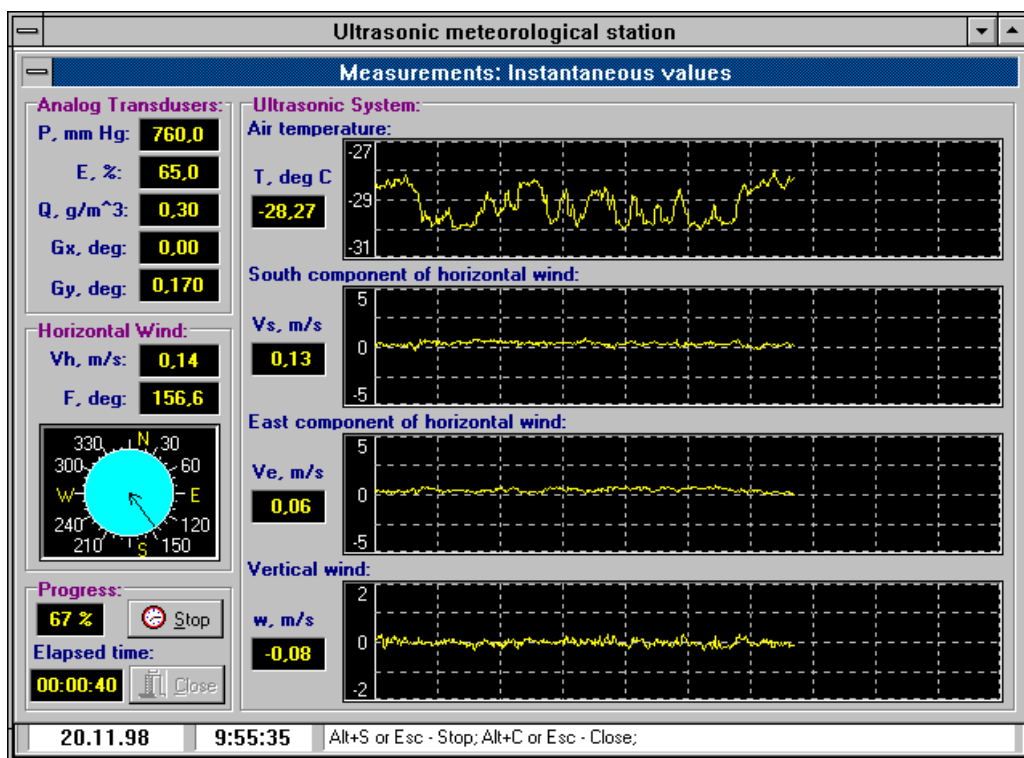 Ultrasonic meteorological station
Measurements: Instantaneous values
Analog Transdusers:
P, mm Hg: 760,0
E, %: 65,0
Q, g/m^3: 0,30
Gx, deg: 0,00
Gy, deg: 0,170
Horizontal Wind:
Vh, m/s: 0,14
F, deg: 156,6
330 N 30
300 60
W E
240 120
210 S 150
Progress:
67 % Stop
Elapsed time:
00:00:40 Close
Ultrasonic System:
Air temperature:
-27
T, deg C
-28,27 -29
-31
South component of horizontal wind:
5
Vs, m/s
0,13 0
-5
East component of horizontal wind:
5
Ve, m/s
0,06 0
-5
Vertical wind:
2
w, m/s
-0,08 0
-2
20.11.98 9:55:35 Alt+S or Esc - Stop; Alt+C or Esc - Close;